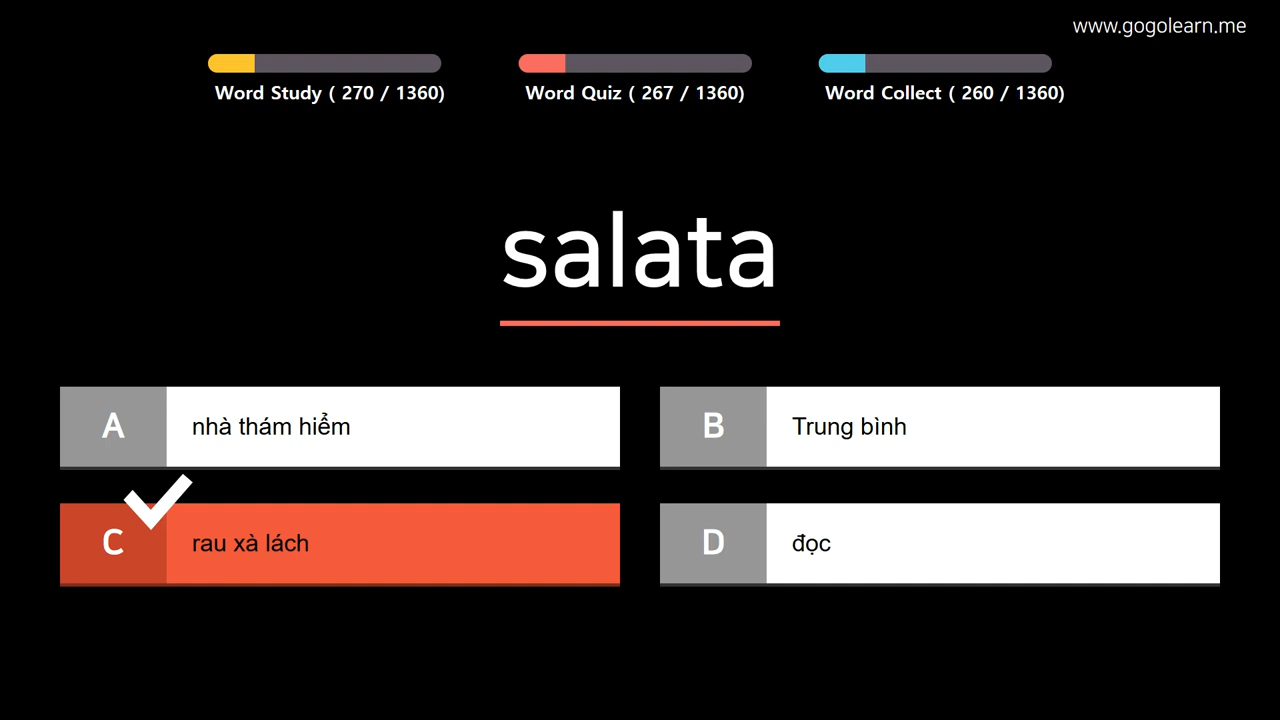 www.gogolearn.me
Word Study ( 270 / 1360)
Word Quiz ( 267 / 1360)
Word Collect ( 260 / 1360)
salata
A nhà thám hiểm
B Trung bình
C rau xà lách
D đọc